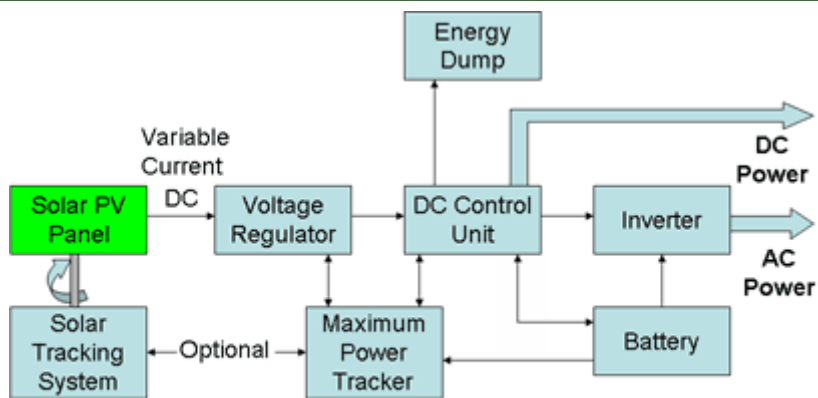 Energy
Dump
Variable
Current
DC
DC
Power
Solar PV
Panel
Voltage
Regulator
DC Control
Unit
Inverter
AC
Power
Solar
Tracking
System
Optional
Maximum
Power
Tracker
Battery